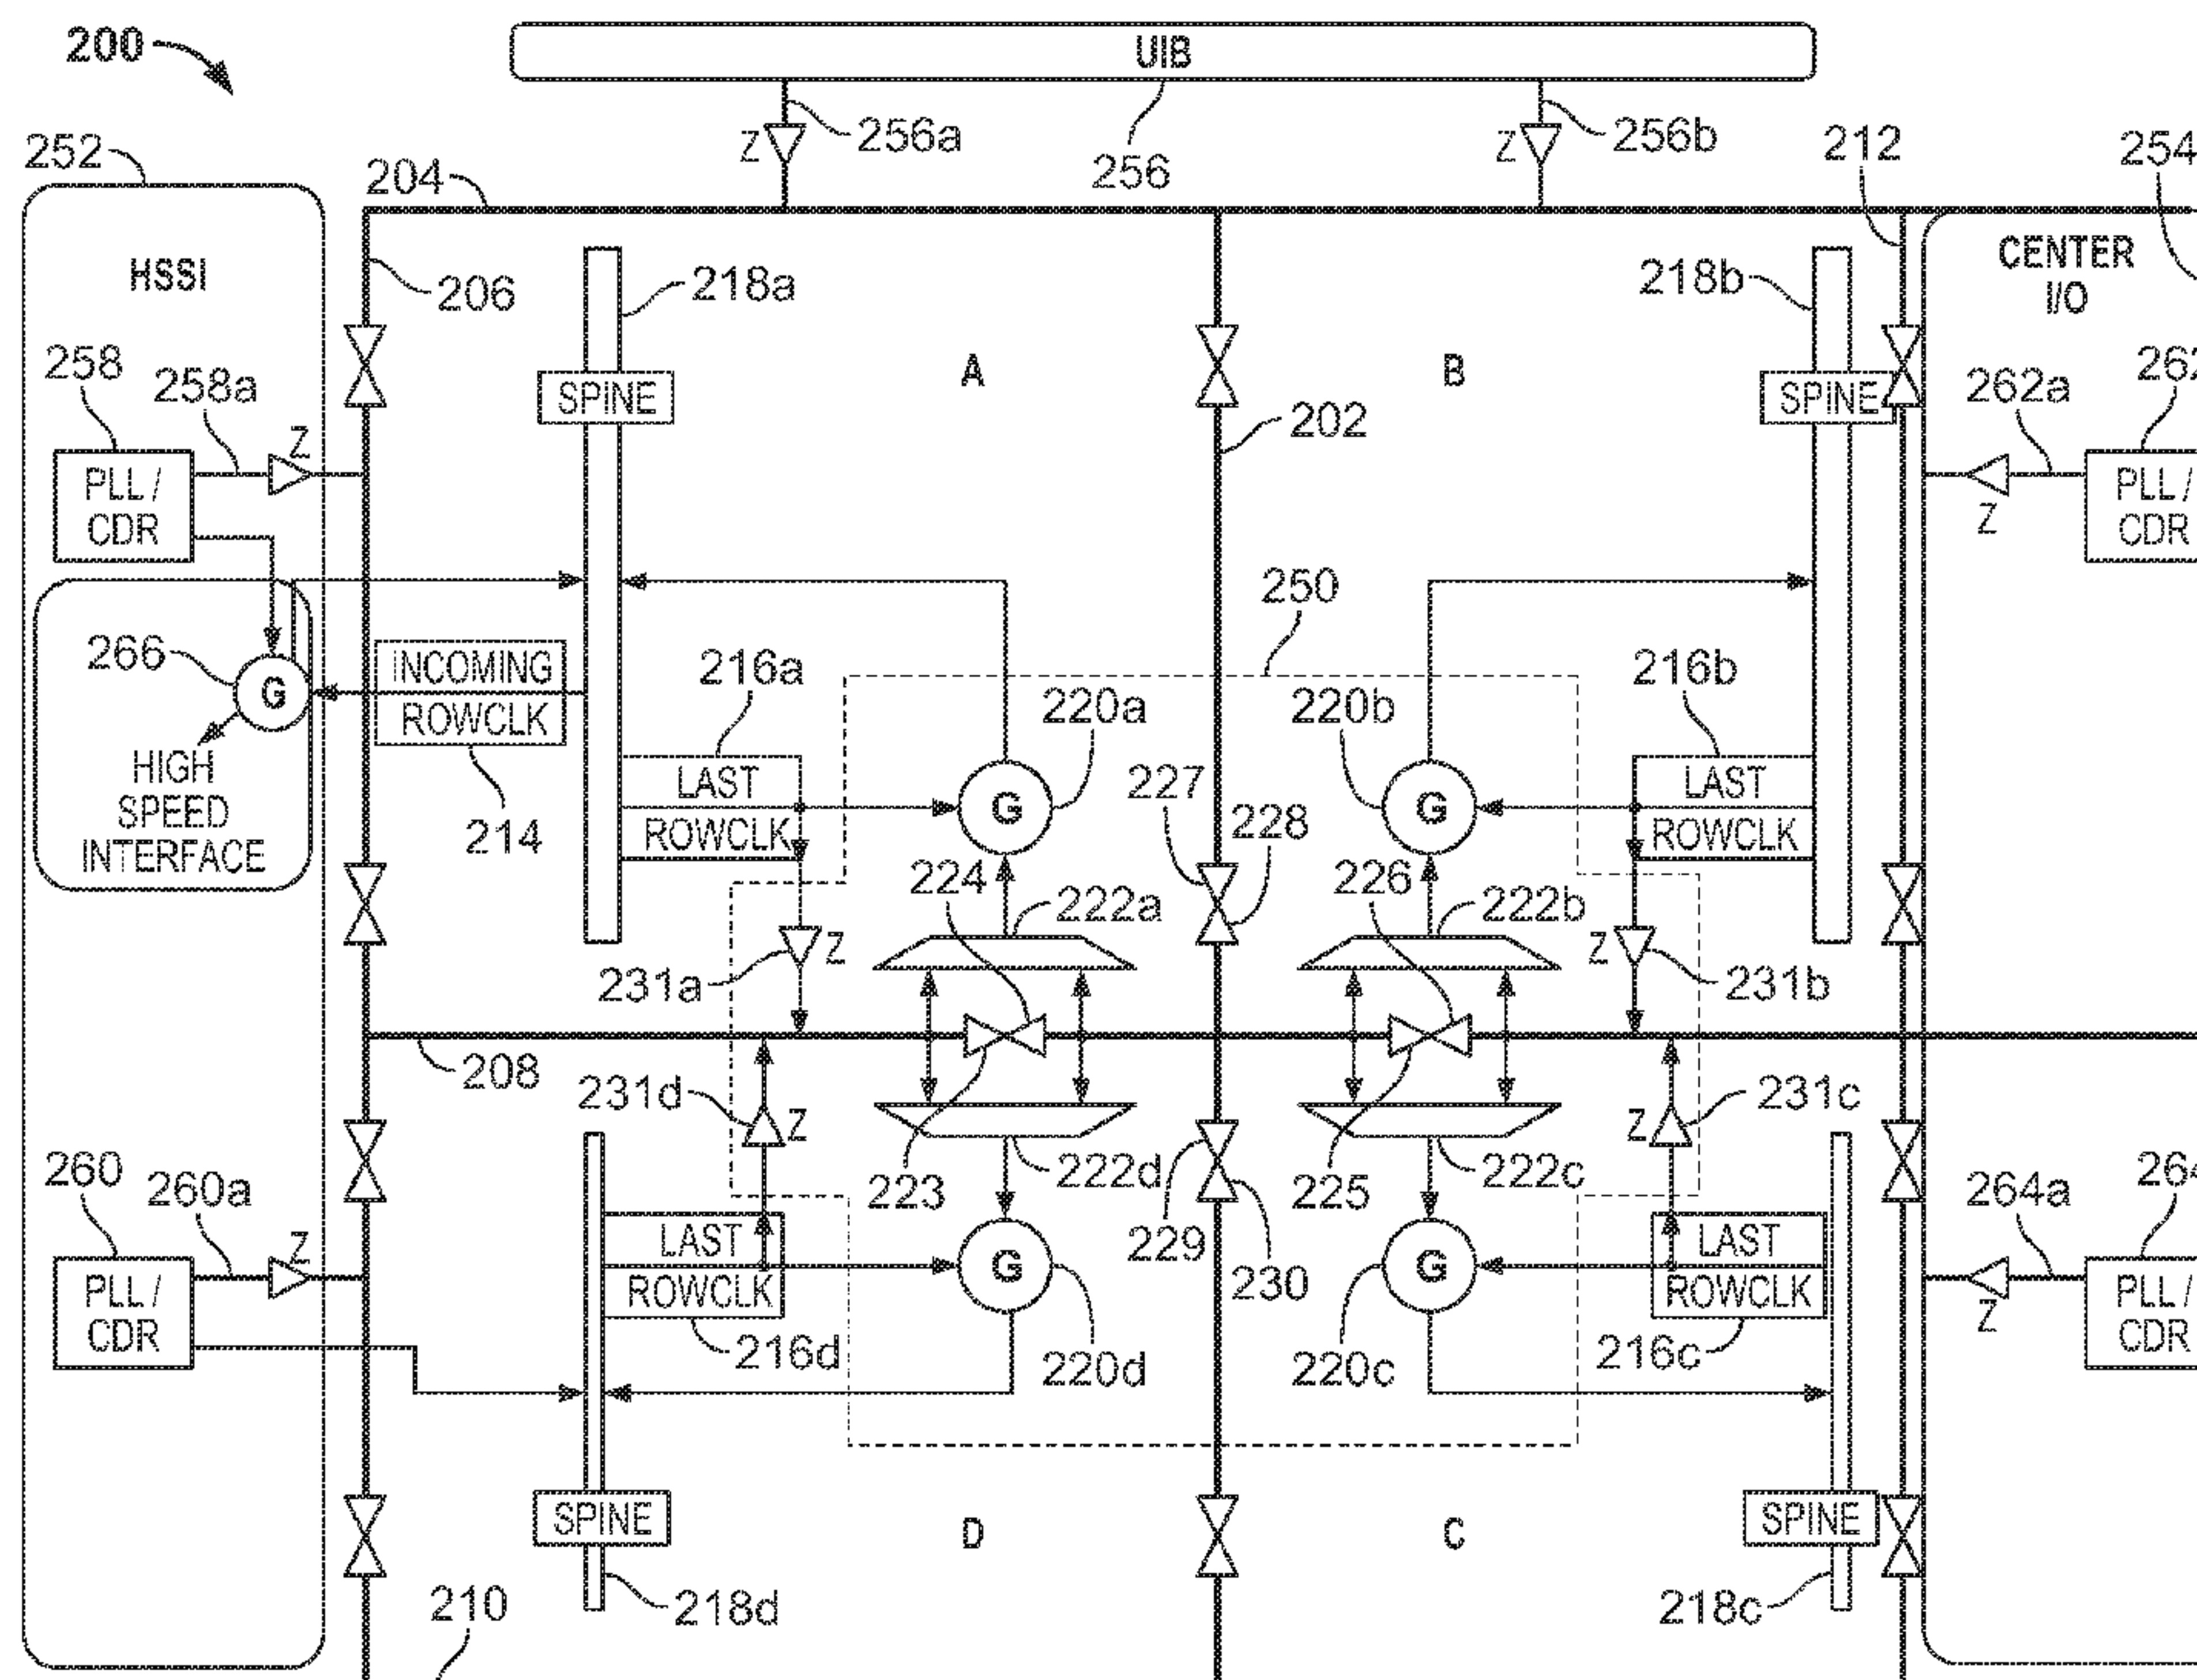 200
UIB
256a
256
256b
252
204
212
254
HSSI
206
218a
218b
CENTER
I/O
258
258a
Z
Z
Z
SPINE
A
B
SPINE
262a
262
PLL /
CDR
202
Z
PLL /
CDR
250
266
G
INCOMING
ROWCLK
216a
220a
220b
216b
HIGH
SPEED
INTERFACE
214
LAST
ROWCLK
G
227
228
G
LAST
ROWCLK
224
222a
226
222b
231a
Z
Z
231b
208
231d
Z
Z
231c
260
260a
Z
223
222d
229
230
225
222c
264a
264
PLL /
CDR
LAST
ROWCLK
G
G
LAST
ROWCLK
Z
PLL /
CDR
216d
220d
220c
216c
SPINE
D
C
SPINE
210
218d
218c